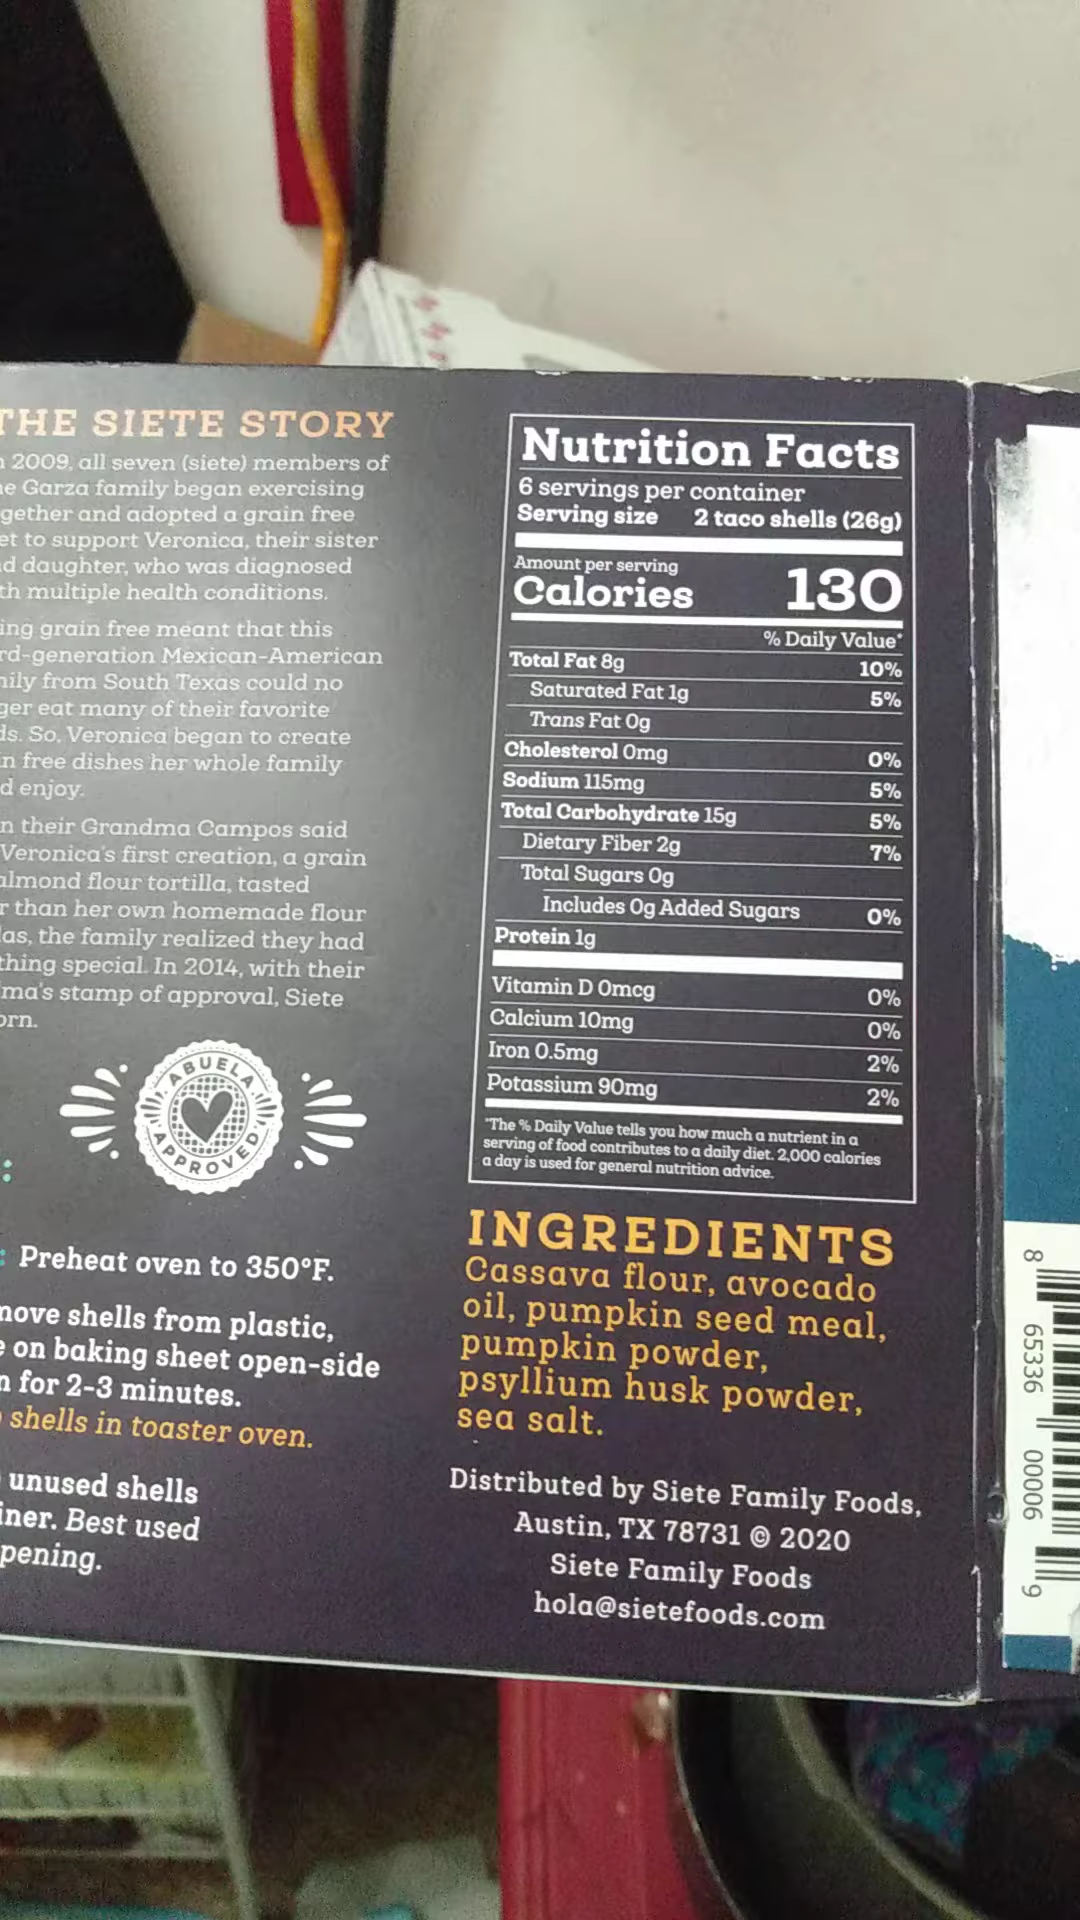 THE SIETE STORY
2009, all seven (siete) members of
Garza family began exercising
gether and adopted a grain free
et to support Veronica, their sister
d daughter, who was diagnosed
th multiple health conditions.
ing grain free meant that this
rd-generation Mexican-American
ily from South Texas could no
ger eat many of their favorite
ds. So, Veronica began to create
n free dishes her whole family
d enjoy.
n their Grandma Campos said
Veronica's first creation, a grain
almond flour tortilla, tasted
r than her own homemade flour
las, the family realized they had
thing special. In 2014, with their
ma's stamp of approval, Siete
orn.
ABUELA
APPROVED
: Preheat oven to 350°F.
move shells from plastic,
e on baking sheet open-side
n for 2-3 minutes.
shells in toaster oven.
unused shells
iner. Best used
pening.
Nutrition Facts
6 servings per container
Serving size 2 taco shells (26g)
Amount per serving
Calories 130
% Daily Value*
Total Fat 8g 10%
Saturated Fat 1g 5%
Trans Fat 0g
Cholesterol 0mg 0%
Sodium 115mg 5%
Total Carbohydrate 15g 5%
Dietary Fiber 2g 7%
Total Sugars 0g
Includes 0g Added Sugars 0%
Protein 1g
Vitamin D 0mcg 0%
Calcium 10mg 0%
Iron 0.5mg 2%
Potassium 90mg 2%
*The % Daily Value tells you how much a nutrient in a
serving of food contributes to a daily diet. 2,000 calories
a day is used for general nutrition advice.
INGREDIENTS
Cassava flour, avocado
oil, pumpkin seed meal,
pumpkin powder,
psyllium husk powder,
sea salt.
Distributed by Siete Family Foods,
Austin, TX 78731 © 2020
Siete Family Foods
hola@sietefoods.com
8 65336 00006 9